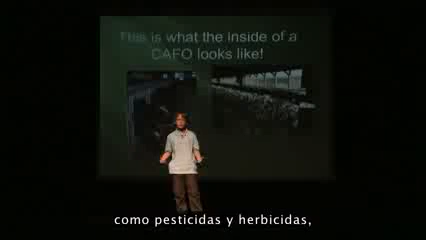 This is what the inside of a
CAFO looks like!
como pesticidas y herbicidas,